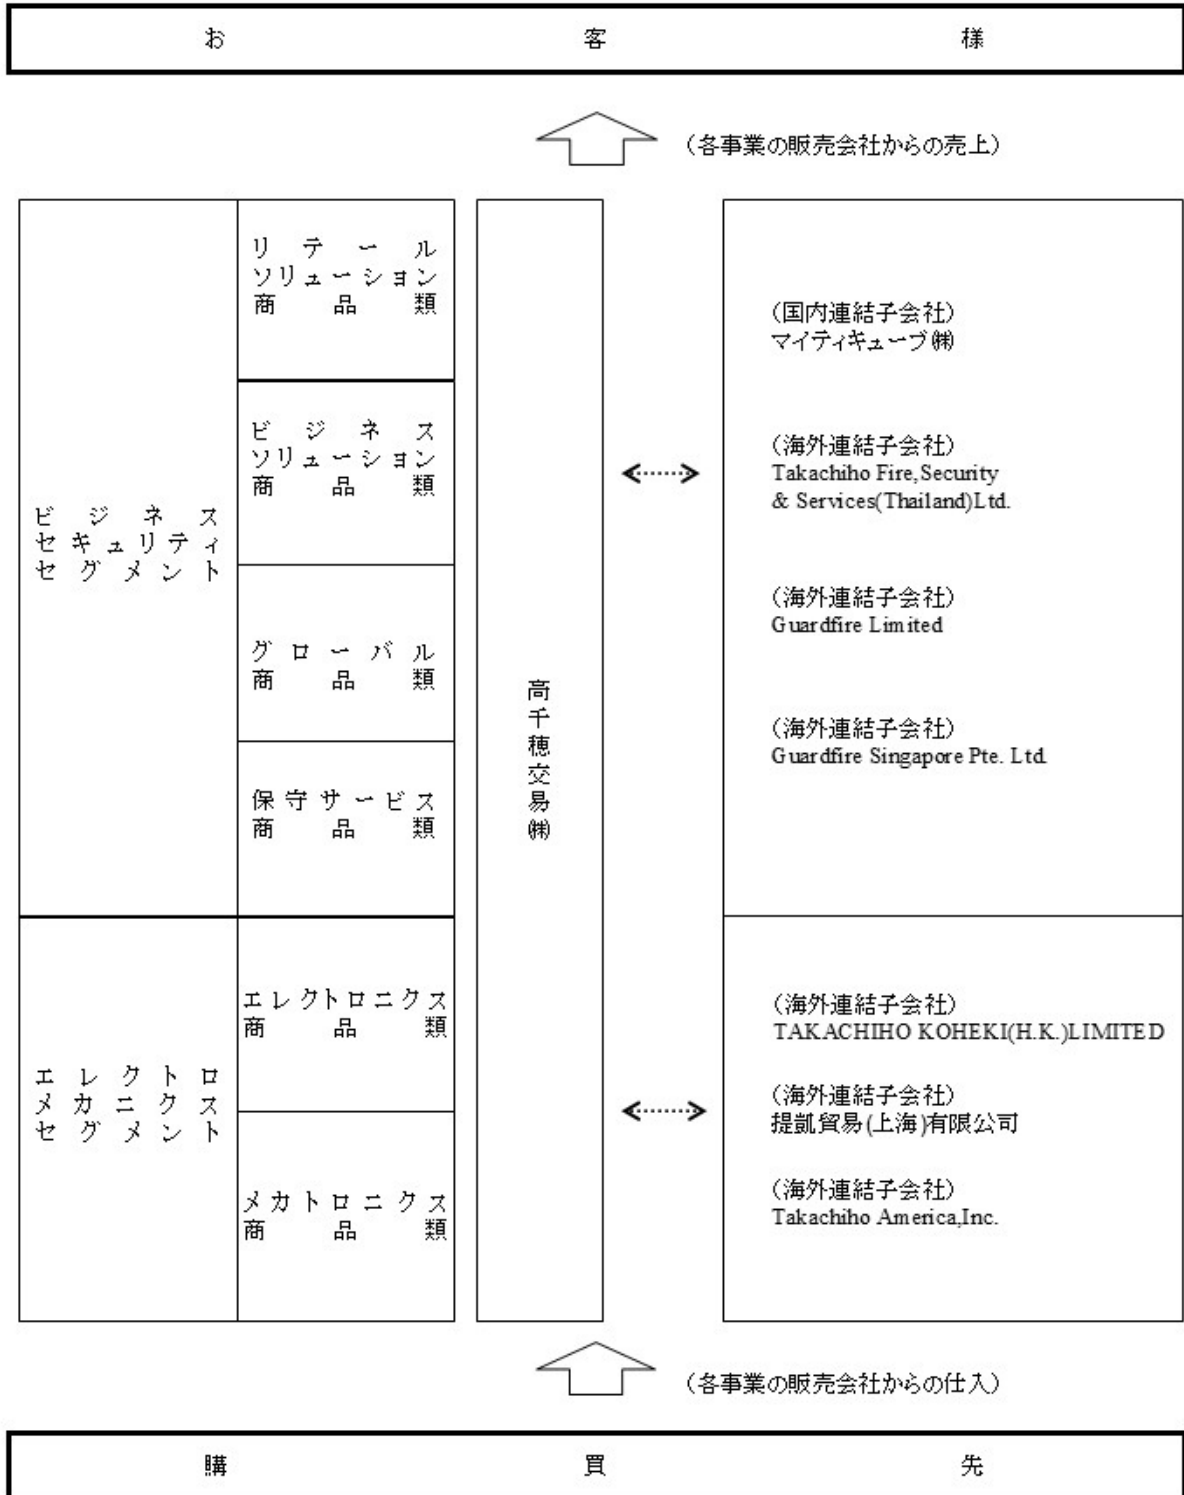 お客様
（各事業の販売会社からの売上）
ビジネス
セキュリティ
セグメント
リテール
ソリューション
商品類
ビジネス
ソリューション
商品類
グローバル
商品類
保守サービス
商品類
エレクトロ
メカニクス
セグメント
エレクトロニクス
商品類
メカトロニクス
商品類
高千穂交易㈱
（国内連結子会社）
マイティキューブ㈱
（海外連結子会社）
Takachiho Fire,Security
& Services(Thailand)Ltd.
（海外連結子会社）
Guardfire Limited
（海外連結子会社）
Guardfire Singapore Pte. Ltd.
（海外連結子会社）
TAKACHIHO KOHEKI(H.K.)LIMITED
（海外連結子会社）
提凱貿易(上海)有限公司
（海外連結子会社）
Takachiho America,Inc.
（各事業の販売会社からの仕入）
購買先